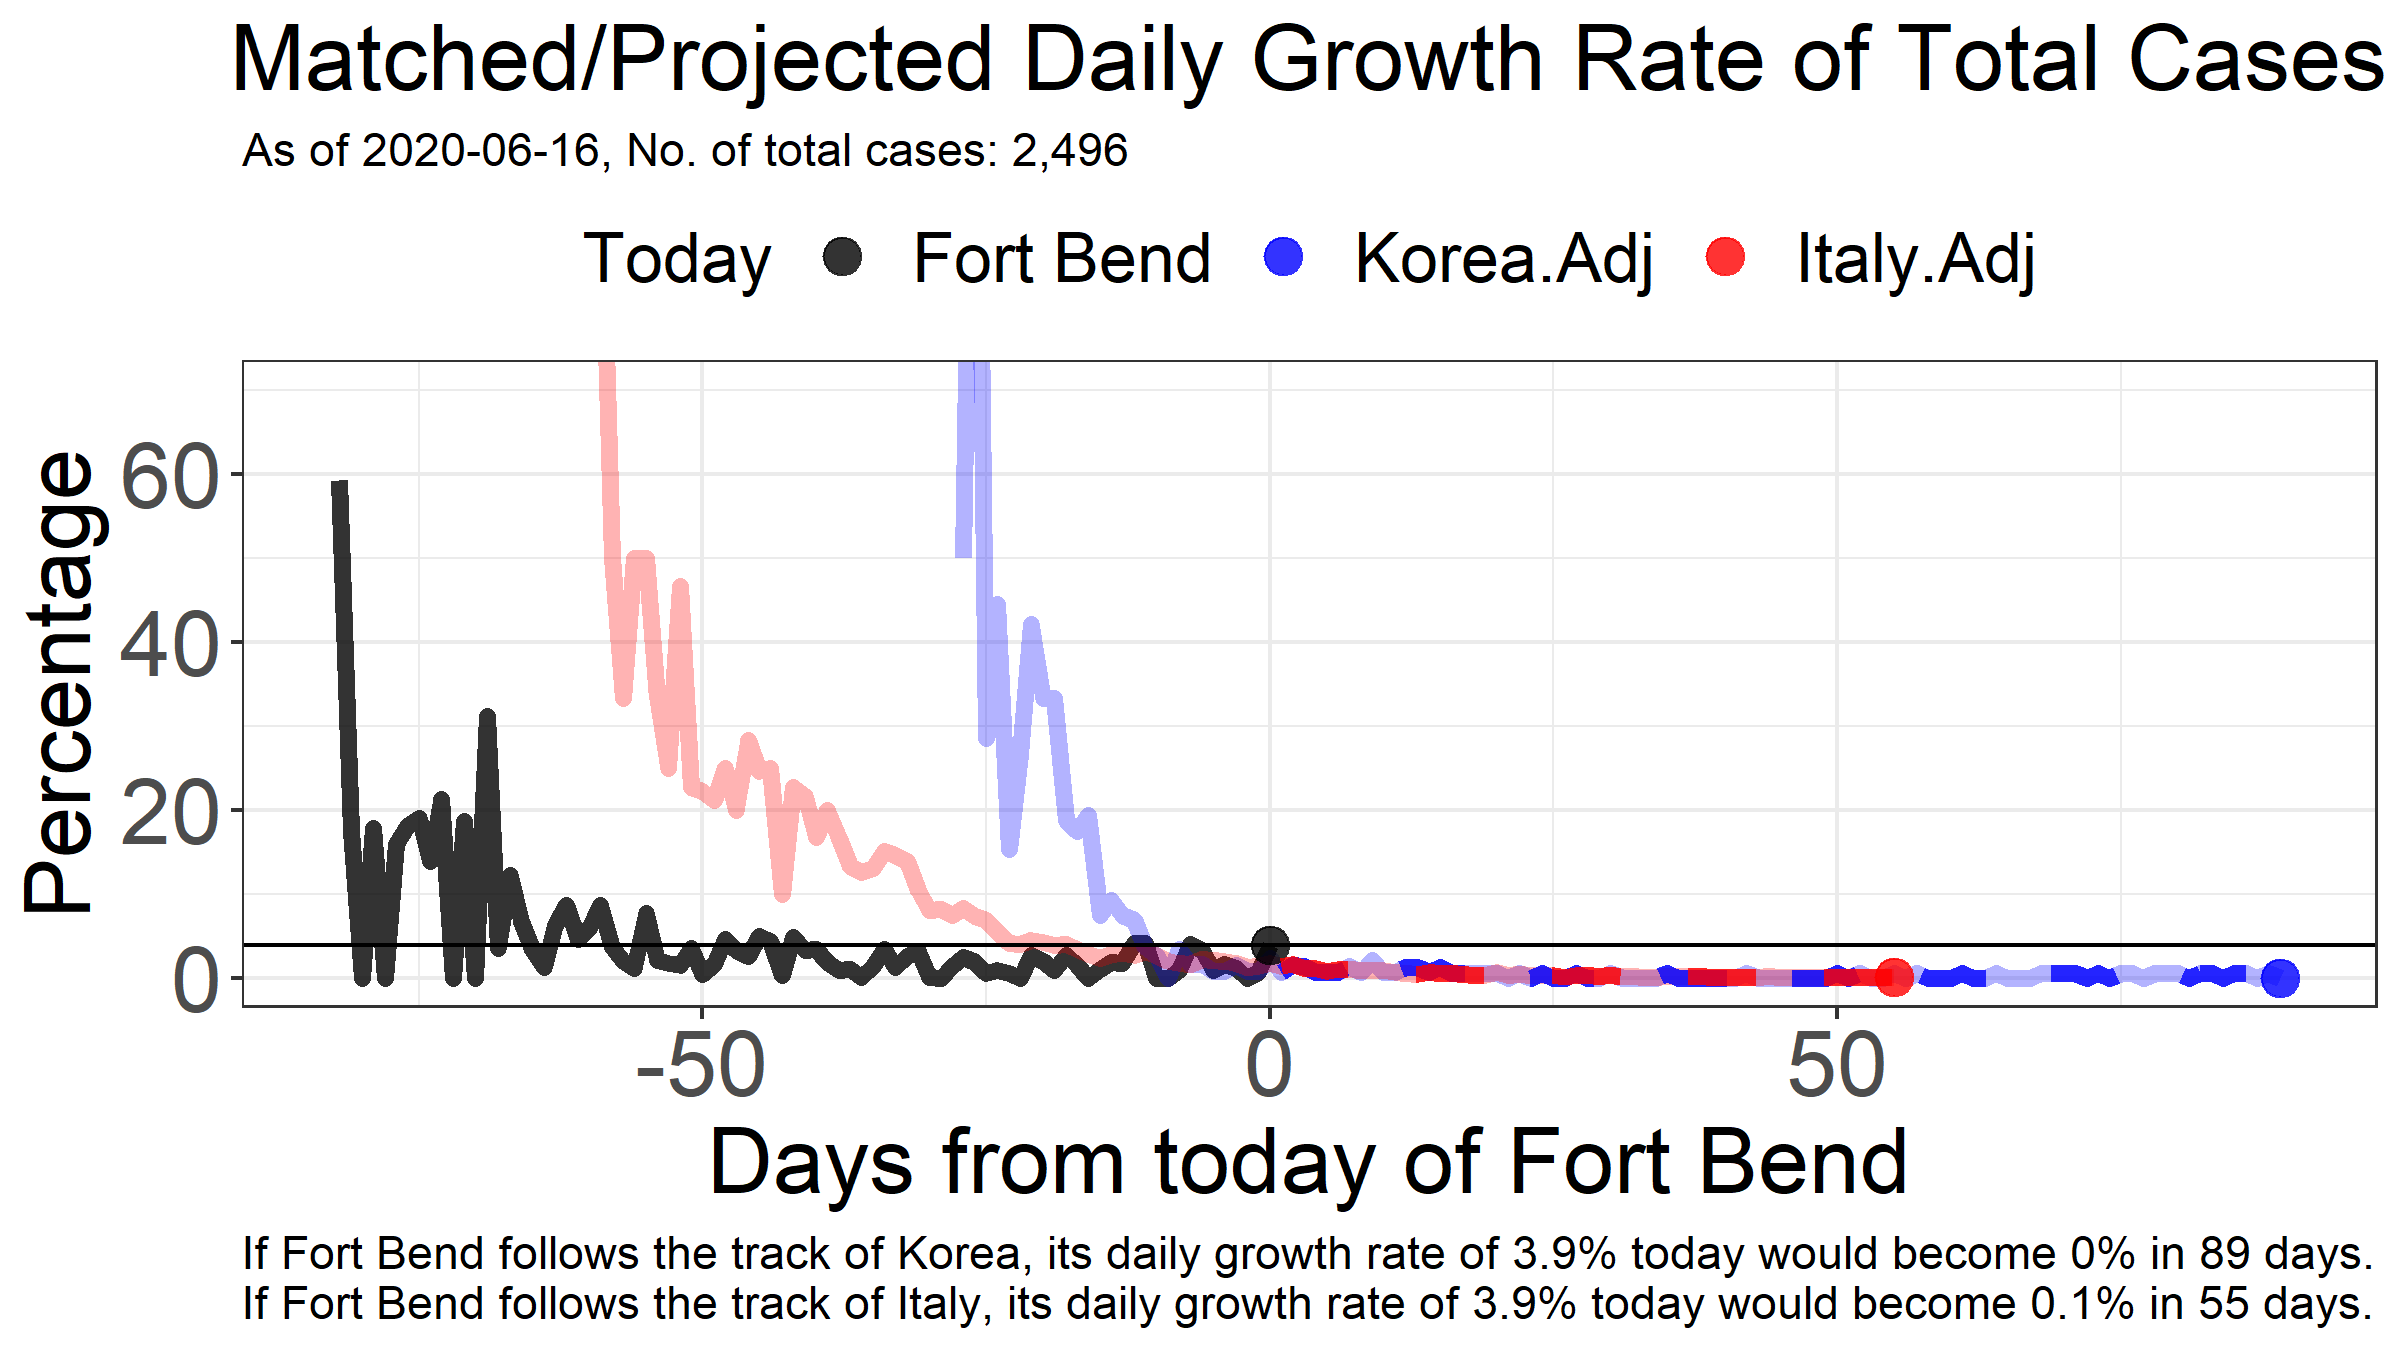 Matched/Projected Daily Growth Rate of Total Cases
As of 2020-06-16, No. of total cases: 2,496
Today Fort Bend Korea.Adj Italy.Adj
Percentage
60
40
20
0
-50 0 50
Days from today of Fort Bend
If Fort Bend follows the track of Korea, its daily growth rate of 3.9% today would become 0% in 89 days.
If Fort Bend follows the track of Italy, its daily growth rate of 3.9% today would become 0.1% in 55 days.